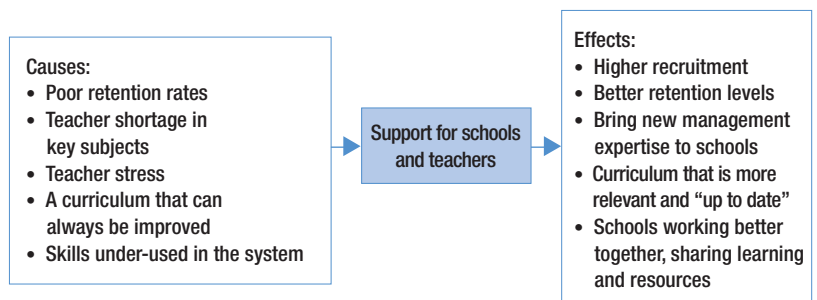 Causes:
• Poor retention rates
• Teacher shortage in
key subjects
• Teacher stress
• A curriculum that can
always be improved
• Skills under-used in the system
Support for schools
and teachers
Effects:
• Higher recruitment
• Better retention levels
• Bring new management
expertise to schools
• Curriculum that is more
relevant and “up to date”
• Schools working better
together, sharing learning
and resources